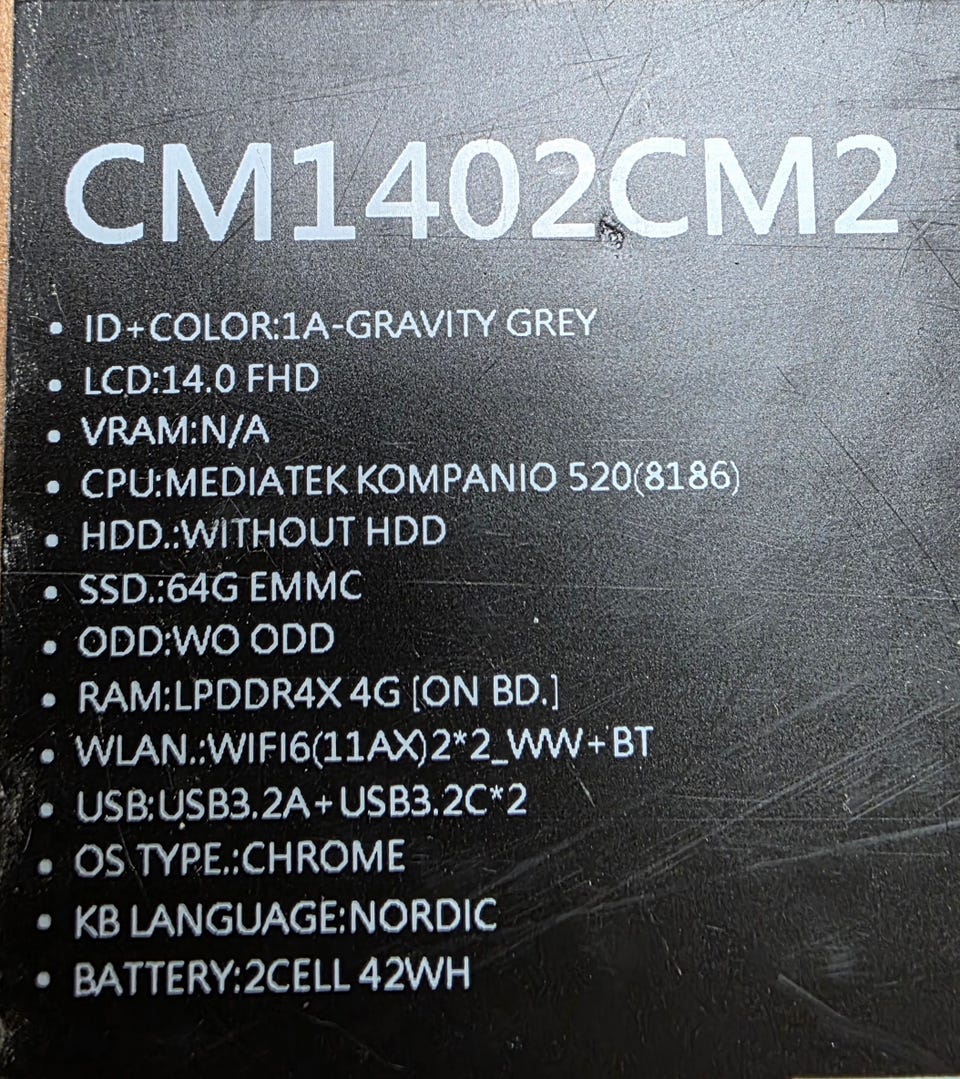 CM1402CM2
• ID+COLOR:1A-GRAVITY GREY
• LCD:14.0 FHD
• VRAM:N/A
• CPU:MEDIATEK KOMPANIO 520(8186)
• HDD.:WITHOUT HDD
• SSD.:64G EMMC
• ODD:WO ODD
• RAM:LPDDR4X 4G [ON BD.]
• WLAN.:WIFI6(11AX)2*2_WW+BT
• USB:USB3.2A+USB3.2C*2
• OS TYPE.:CHROME
• KB LANGUAGE:NORDIC
• BATTERY:2CELL 42WH